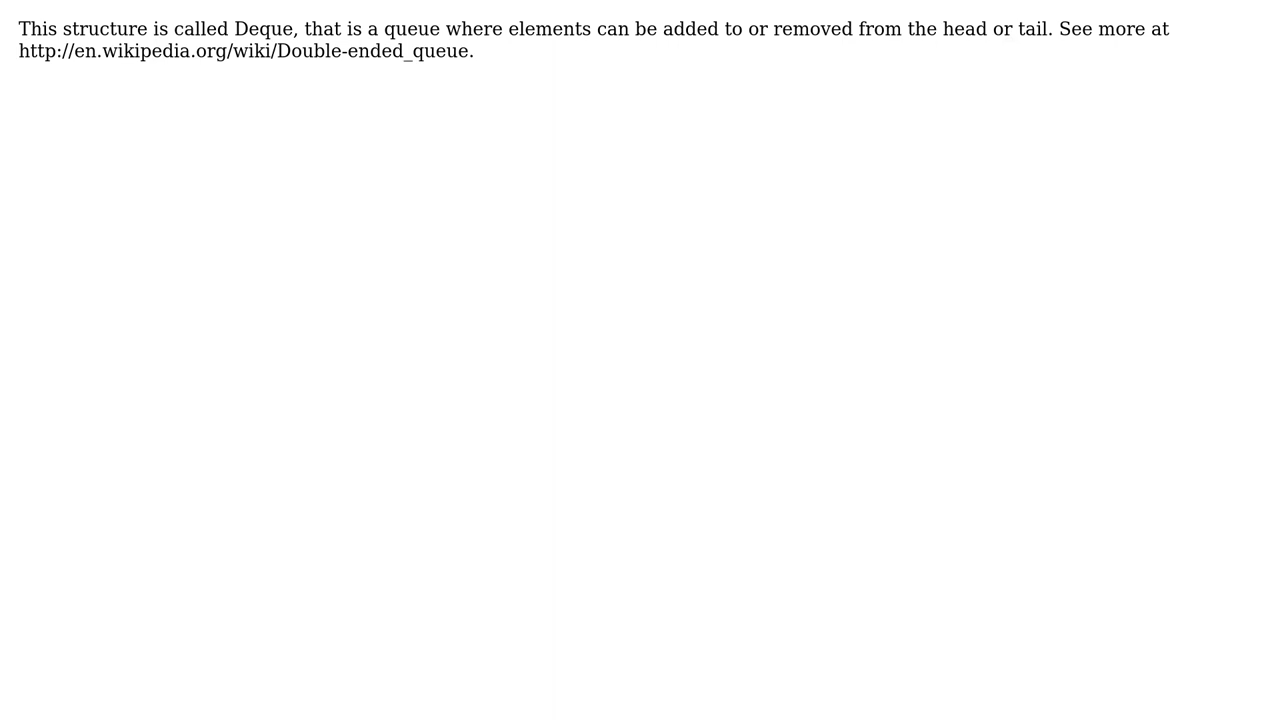 This structure is called Deque, that is a queue where elements can be added to or removed from the head or tail. See more at
http://en.wikipedia.org/wiki/Double-ended_queue.